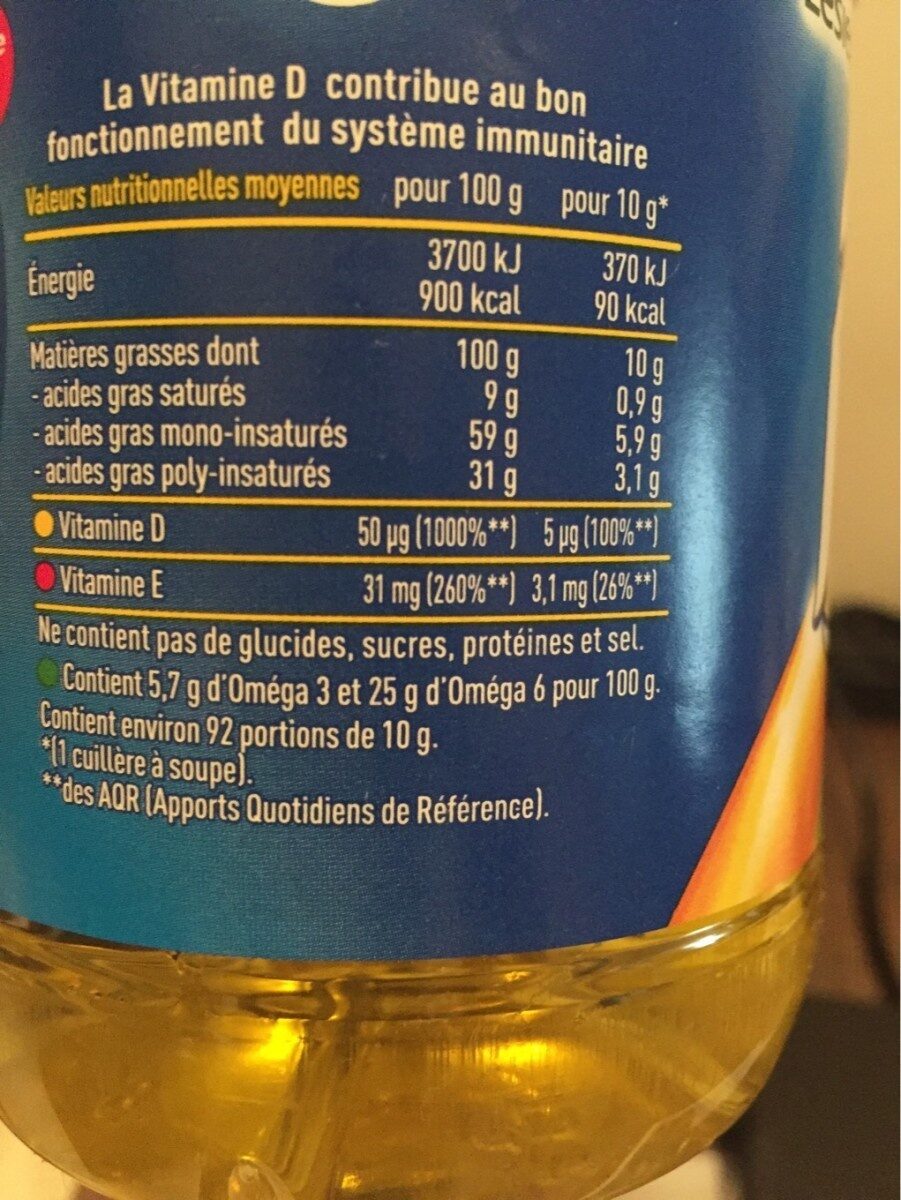 La Vitamine D contribue au bon
fonctionnement du système immunitaire
Valeurs nutritionnelles moyennes pour 100 g pour 10 g*
Énergie 3700 kJ 370 kJ
900 kcal 90 kcal
Matières grasses dont 100 g 10 g
- acides gras saturés 9 g 0,9 g
- acides gras mono-insaturés 59 g 5,9 g
- acides gras poly-insaturés 31 g 3,1 g
Vitamine D 50 µg (1000%**) 5 µg (100%**)
Vitamine E 31 mg (260%**) 3,1 mg (26%**)
Ne contient pas de glucides, sucres, protéines et sel.
Contient 5,7 g d'Oméga 3 et 25 g d'Oméga 6 pour 100 g.
Contient environ 92 portions de 10 g.
*(1 cuillère à soupe).
**des AQR (Apports Quotidiens de Référence).